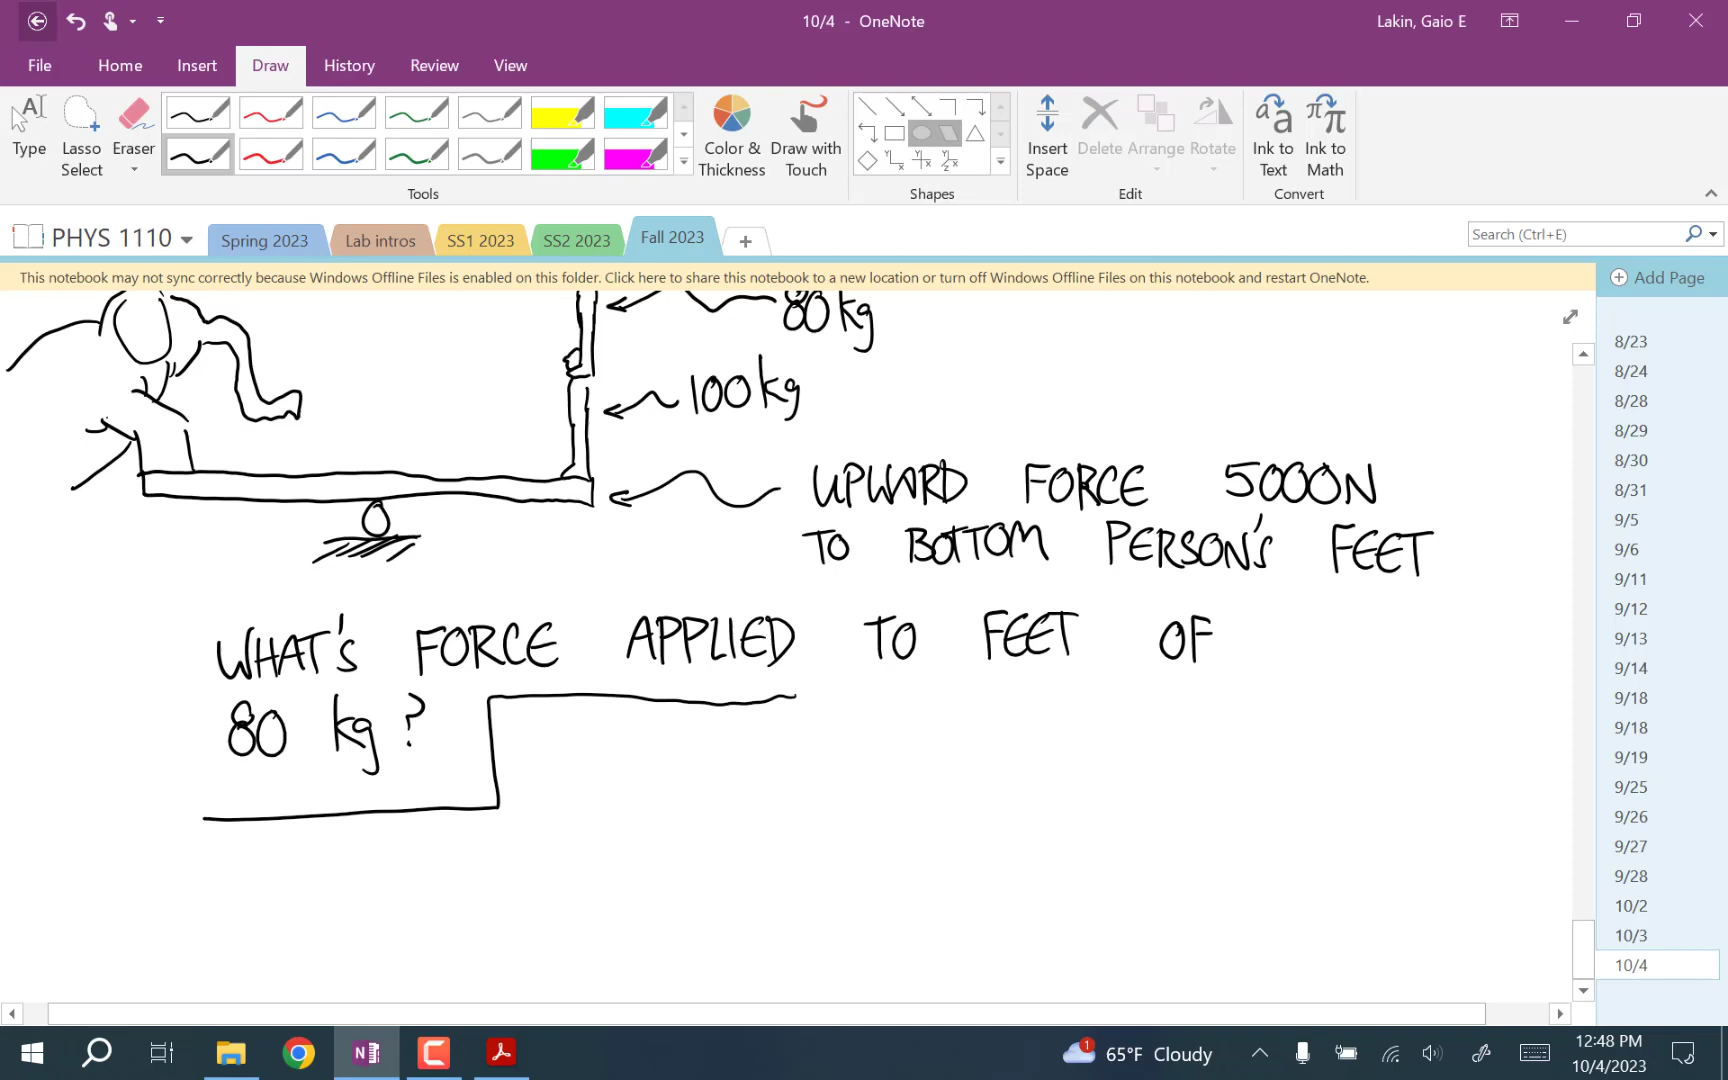 10/4 - OneNote
Lakin, Gaio E
File Home Insert Draw History Review View
Type
Lasso Select
Eraser
Color & Thickness
Draw with Touch
Insert Space
Delete
Arrange
Rotate
Ink to Text
Ink to Math
Tools
Shapes
Edit
Convert
PHYS 1110
Spring 2023
Lab intros
SS1 2023
SS2 2023
Fall 2023
Search (Ctrl+E)
This notebook may not sync correctly because Windows Offline Files is enabled on this folder. Click here to share this notebook to a new location or turn off Windows Offline Files on this notebook and restart OneNote.
Add Page
80 kg
100 kg
UPWARD FORCE 5000N
TO BOTTOM PERSON'S FEET
WHAT'S FORCE APPLIED TO FEET OF
80 kg ?
8/23
8/24
8/28
8/29
8/30
8/31
9/5
9/6
9/11
9/12
9/13
9/14
9/18
9/18
9/19
9/25
9/26
9/27
9/28
10/2
10/3
10/4
1
65°F Cloudy
12:48 PM
10/4/2023